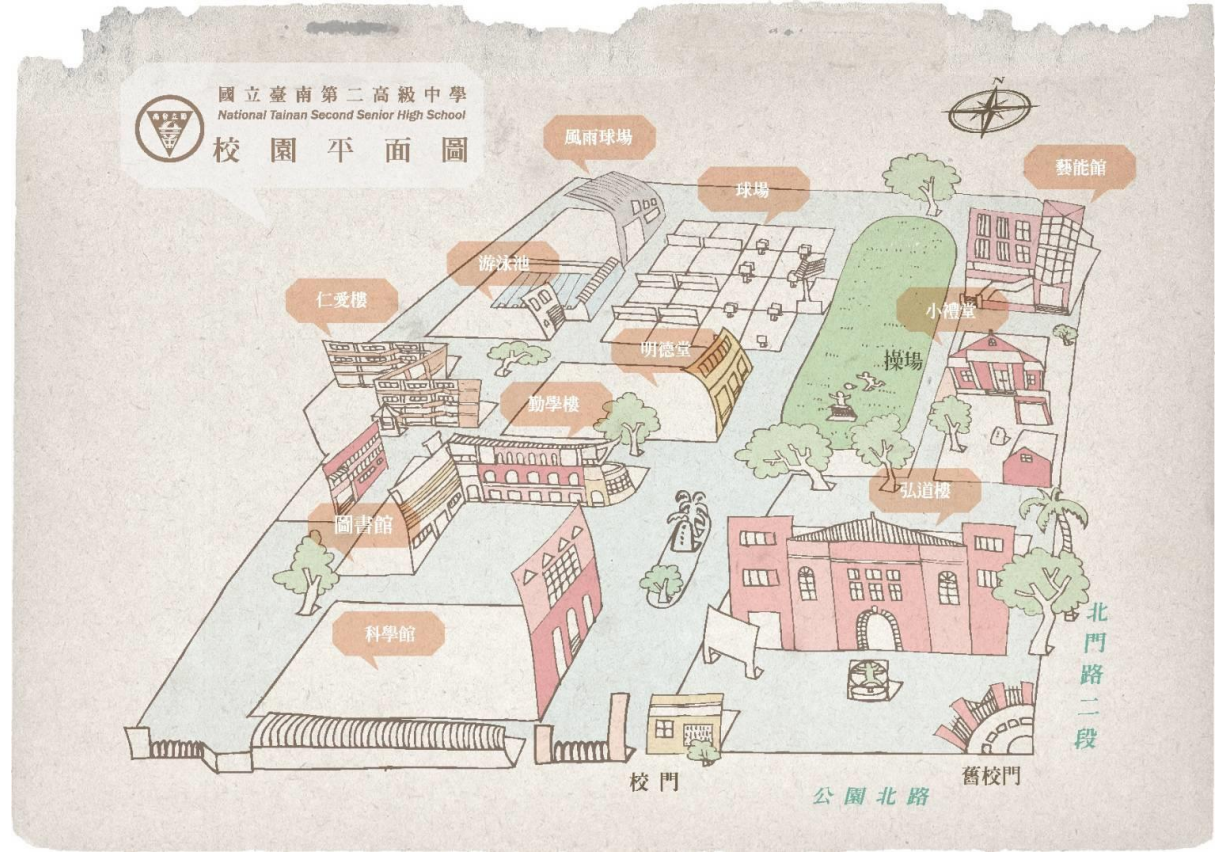 國立臺南第二高級中學
National Tainan Second Senior High School
校園平面圖
N
風雨球場
球場
藝能館
游泳池
仁愛樓
小禮堂
明德堂
操場
勤學樓
弘道樓
圖書館
科學館
北門路二段
校門
舊校門
公園北路